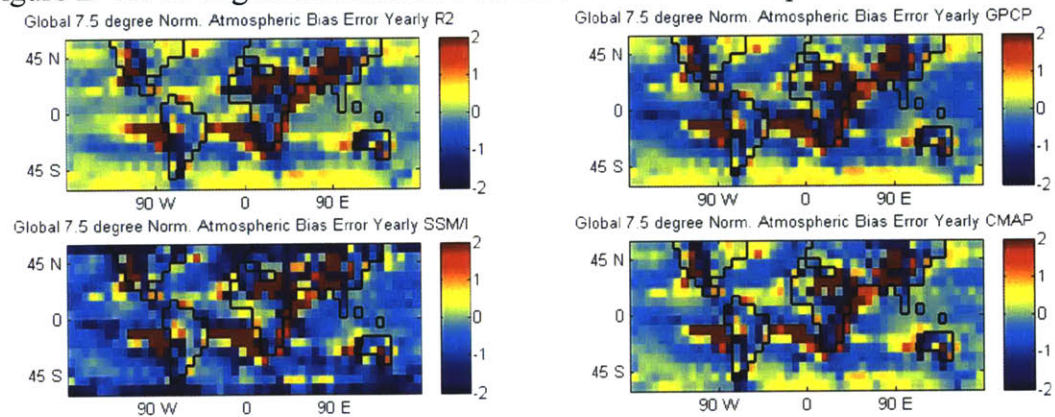 Global 7.5 degree Norm. Atmospheric Bias Error Yearly R2
45 N
0
45 S
90 W 0 90 E
2
1
0
-1
-2
Global 7.5 degree Norm. Atmospheric Bias Error Yearly GPCP
45 N
0
45 S
90 W 0 90 E
2
1
0
-1
-2
Global 7.5 degree Norm. Atmospheric Bias Error Yearly SSM/I
45 N
0
45 S
90 W 0 90 E
2
1
0
-1
-2
Global 7.5 degree Norm. Atmospheric Bias Error Yearly CMAP
45 N
0
45 S
90 W 0 90 E
2
1
0
-1
-2